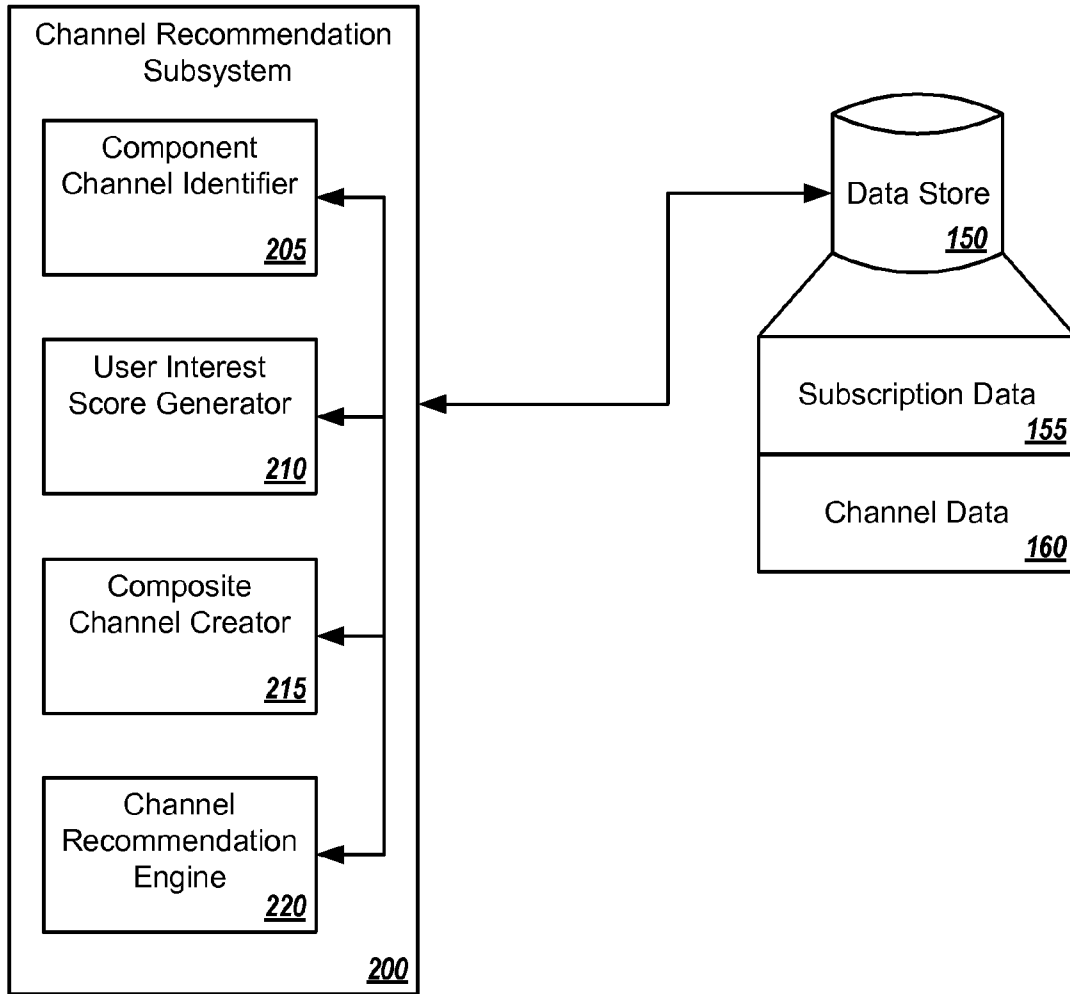 Channel Recommendation
Subsystem
Component
Channel Identifier
205
User Interest
Score Generator
210
Composite
Channel Creator
215
Channel
Recommendation
Engine
220
200
Data Store
150
Subscription Data
155
Channel Data
160